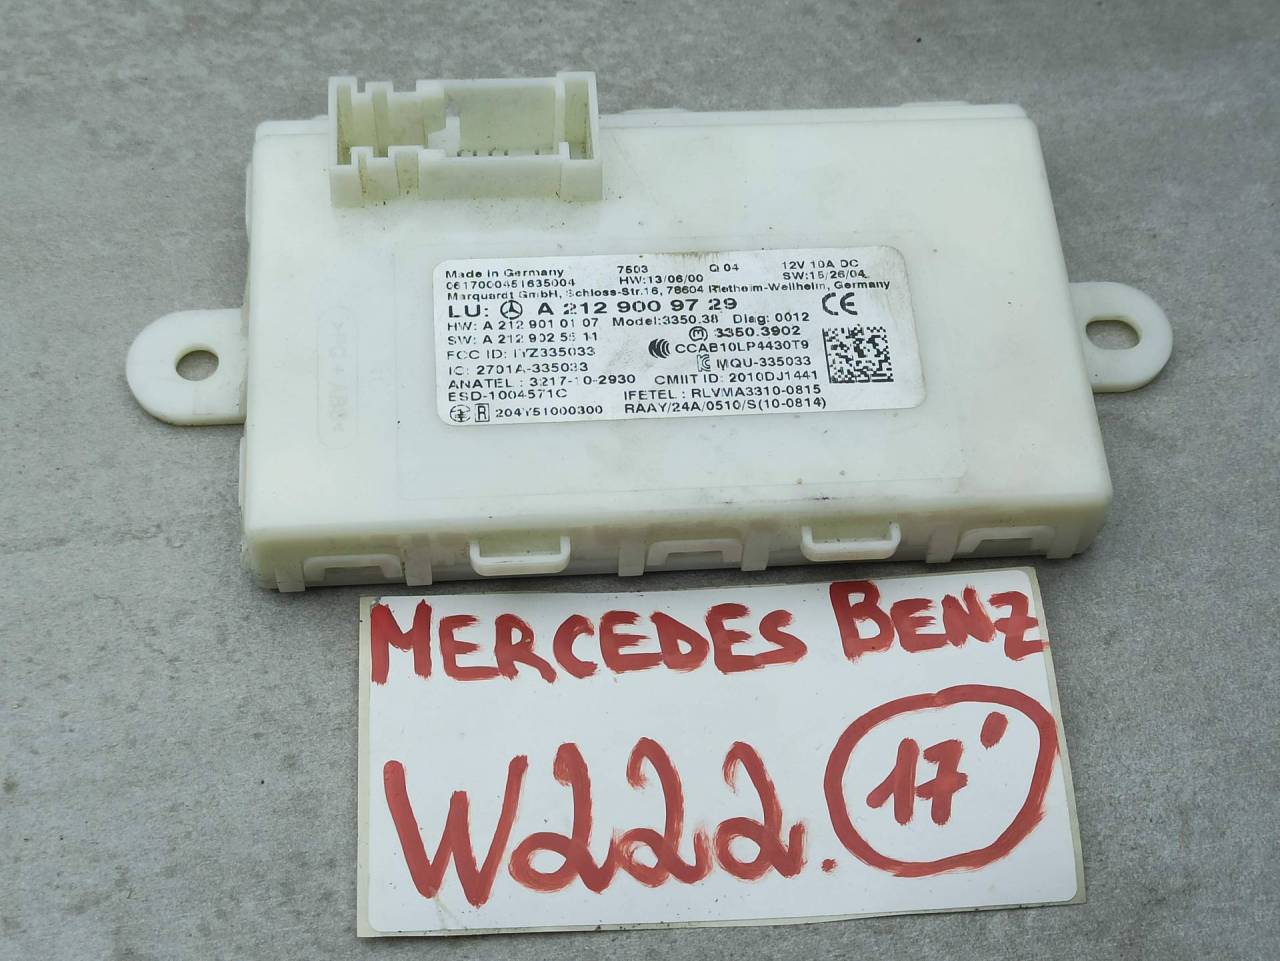 Made in Germany 7503 Q 04 12V 10A DC
0617000451635004 HW:13/06/00 SW:15/26/04
Marquardt GmbH, Schloss-Str.16, 78604 Rietheim-Weilheim, Germany
LU: A 212 900 97 29 CE
HW: A 212 901 01 07 Model:3350.38 Diag: 0012
SW: A 212 902 55 11 3350.3902
FCC ID: IYZ335033 CCAB10LP4430T9
IC: 2701A-335033 MQU-335033
ANATEL : 3217-10-2930 CMIIT ID: 2010DJ1441
ESD-1004571C IFETEL : RLVMA3310-0815
R 204Y51000300 RAAY/24A/0510/S(10-0814)
MERCEDES BENZ
W222. 17'